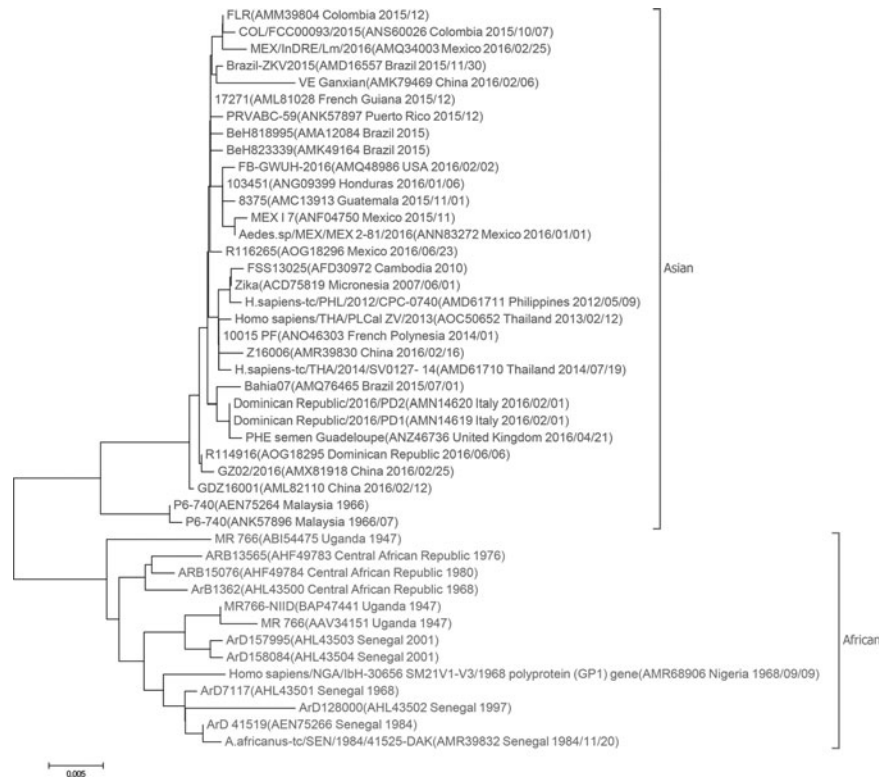 FLR(AMM39804 Colombia 2015/12)
COL/FCC00093/2015(ANS60026 Colombia 2015/10/07)
MEX/InDRE/Lm/2016(AMQ34003 Mexico 2016/02/25)
Brazil-ZKV2015(AMD16557 Brazil 2015/11/30)
VE Ganxian(AMK79469 China 2016/02/06)
17271(AML81028 French Guiana 2015/12)
PRVABC-59(ANK57897 Puerto Rico 2015/12)
BeH818995(AMA12084 Brazil 2015)
BeH823339(AMK49164 Brazil 2015)
FB-GWUH-2016(AMQ48986 USA 2016/02/02)
103451(ANG09399 Honduras 2016/01/06)
8375(AMC13913 Guatemala 2015/11/01)
MEX I 7(ANF04750 Mexico 2015/11)
Aedes.sp/MEX/MEX 2-81/2016(ANN83272 Mexico 2016/01/01)
R116265(AOG18296 Mexico 2016/06/23)
Asian
FSS13025(AFD30972 Cambodia 2010)
Zika(ACD75819 Micronesia 2007/06/01)
H.sapiens-tc/PHL/2012/CPC-0740(AMD61711 Philippines 2012/05/09)
Homo sapiens/THA/PLCal ZV/2013(AOC50652 Thailand 2013/02/12)
10015 PF(ANO46303 French Polynesia 2014/01)
Z16006(AMR39830 China 2016/02/16)
H.sapiens-tc/THA/2014/SV0127- 14(AMD61710 Thailand 2014/07/19)
Bahia07(AMQ76465 Brazil 2015/07/01)
Dominican Republic/2016/PD2(AMN14620 Italy 2016/02/01)
Dominican Republic/2016/PD1(AMN14619 Italy 2016/02/01)
PHE semen Guadeloupe(ANZ46736 United Kingdom 2016/04/21)
R114916(AOG18295 Dominican Republic 2016/06/06)
GZ02/2016(AMX81918 China 2016/02/25)
GDZ16001(AML82110 China 2016/02/12)
P6-740(AEN75264 Malaysia 1966)
P6-740(ANK57896 Malaysia 1966/07)
MR 766(ABI54475 Uganda 1947)
ARB13565(AHF49783 Central African Republic 1976)
ARB15076(AHF49784 Central African Republic 1980)
ArB1362(AHL43500 Central African Republic 1968)
MR766-NIID(BAP47441 Uganda 1947)
MR 766(AAV34151 Uganda 1947)
African
ArD157995(AHL43503 Senegal 2001)
ArD158084(AHL43504 Senegal 2001)
Homo sapiens/NGA/IbH-30656 SM21V1-V3/1968 polyprotein (GP1) gene(AMR68906 Nigeria 1968/09/09)
ArD7117(AHL43501 Senegal 1968)
ArD128000(AHL43502 Senegal 1997)
ArD 41519(AEN75266 Senegal 1984)
A.africanus-tc/SEN/1984/41525-DAK(AMR39832 Senegal 1984/11/20)
0.005